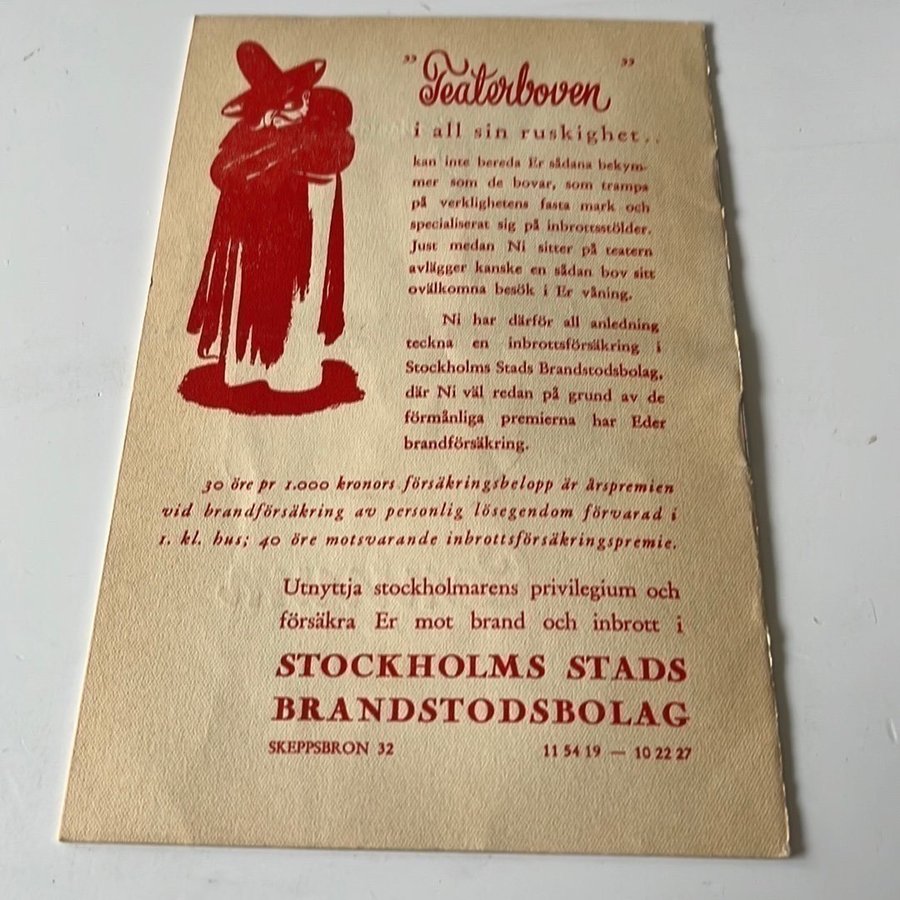 "Teaterboven"
i all sin ruskighet..
kan inte bereda Er sådana bekym-
mer som de bovar, som trampa
på verklighetens fasta mark och
specialiserat sig på inbrottsstölder.
Just medan Ni sitter på teatern
avlägger kanske en sådan bov sitt
ovälkomna besök i Er våning.
Ni har därför all anledning
teckna en inbrottsförsäkring i
Stockholms Stads Brandstodsbolag,
där Ni väl redan på grund av de
förmånliga premierna har Eder
brandförsäkring.
30 öre pr 1.000 kronors försäkringsbelopp är årspremien
vid brandförsäkring av personlig lösegendom förvarad i
1. kl. hus; 40 öre motsvarande inbrottsförsäkringspremie.
Utnyttja stockholmarens privilegium och
försäkra Er mot brand och inbrott i
STOCKHOLMS STADS
BRANDSTODSBOLAG
SKEPPSBRON 32 11 54 19 — 10 22 27